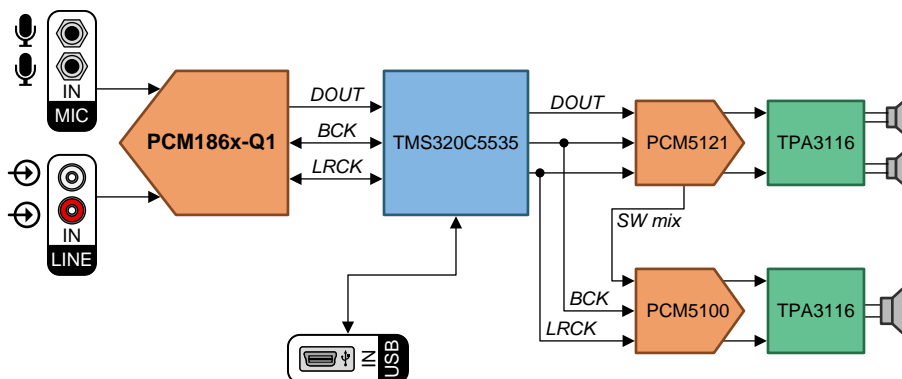 IN
MIC
IN
LINE
PCM186x-Q1
DOUT
BCK
LRCK
TMS320C5535
IN
USB
DOUT
PCM5121
TPA3116
SW mix
BCK
LRCK
PCM5100
TPA3116